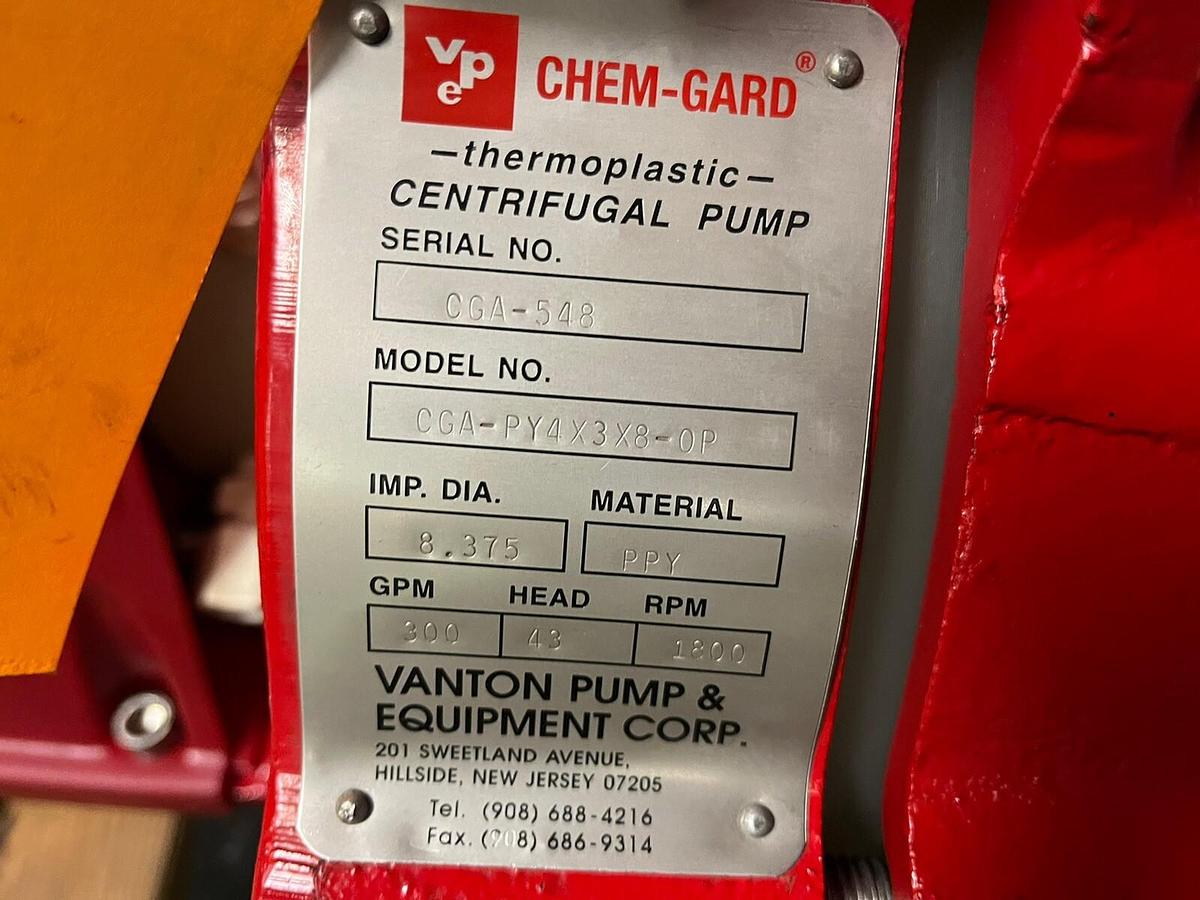 vpe CHEM-GARD®
—thermoplastic—
CENTRIFUGAL PUMP
SERIAL NO.
CGA-548
MODEL NO.
CGA-PY4X3X8-OP
IMP. DIA. MATERIAL
8.375 PPY
GPM HEAD RPM
300 43 1800
VANTON PUMP &
EQUIPMENT CORP.
201 SWEETLAND AVENUE,
HILLSIDE, NEW JERSEY 07205
Tel. (908) 688-4216
Fax. (908) 686-9314